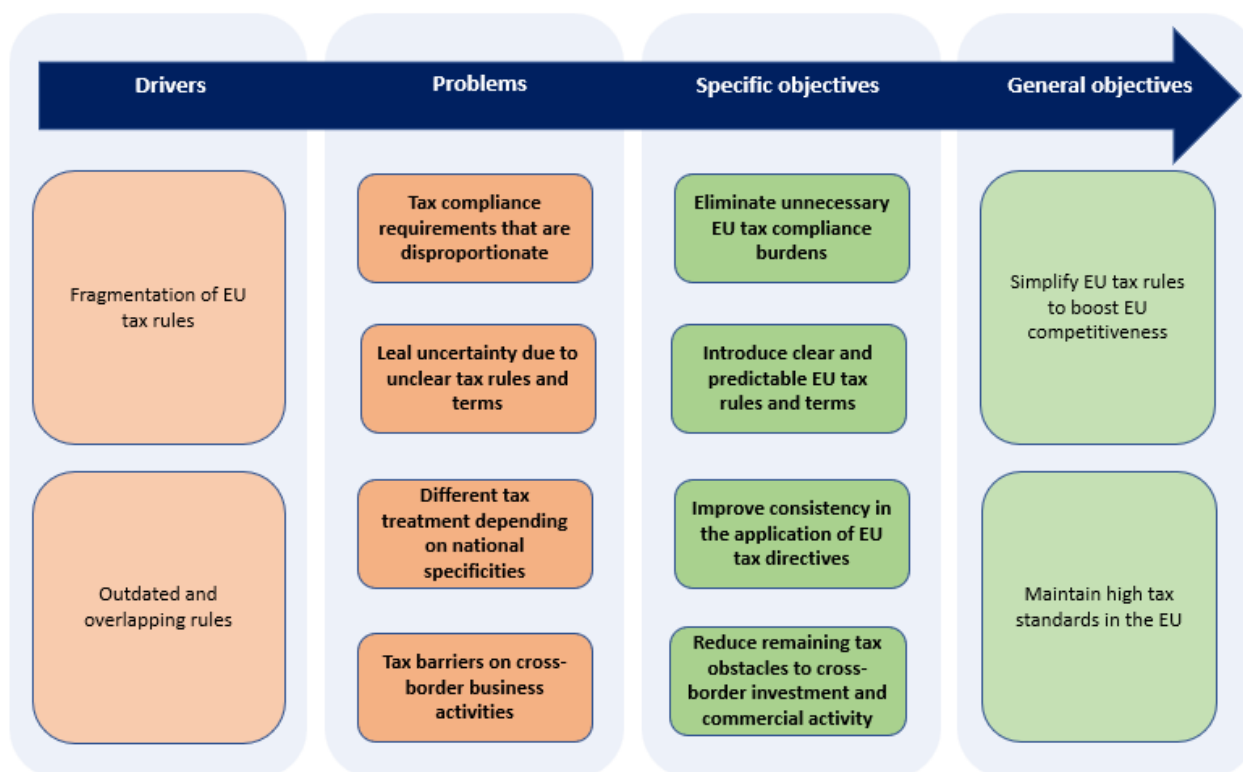 Drivers
Problems
Specific objectives
General objectives
Fragmentation of EU
tax rules
Outdated and
overlapping rules
Tax compliance
requirements that are
disproportionate
Leal uncertainty due to
unclear tax rules and
terms
Different tax
treatment depending
on national
specificities
Tax barriers on cross-
border business
activities
Eliminate unnecessary
EU tax compliance
burdens
Introduce clear and
predictable EU tax
rules and terms
Improve consistency in
the application of EU
tax directives
Reduce remaining tax
obstacles to cross-
border investment and
commercial activity
Simplify EU tax rules
to boost EU
competitiveness
Maintain high tax
standards in the EU